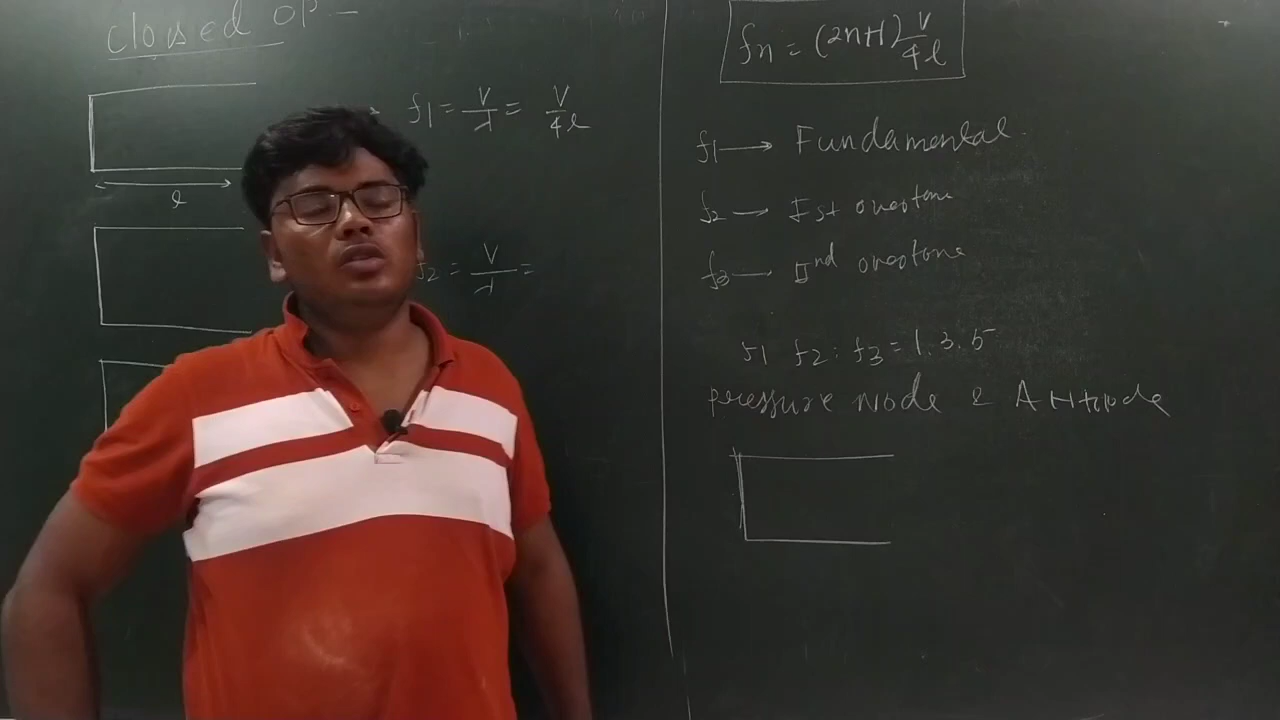 closed OP -
f1 = V/λ = V/4l
l
f2 = V/λ =
fn = (2n+1) V/4l
f1 → Fundamental
f2 — Ist overtone
f3 — IInd overtone
f1 f2 : f3 = 1.3.5
pressure Node & ANtinode